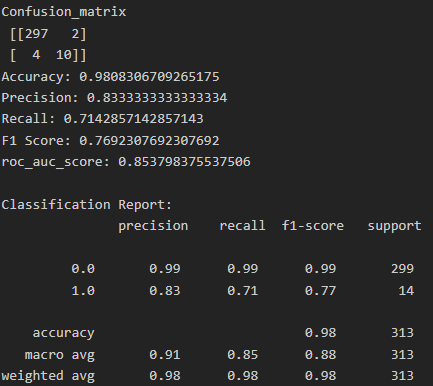 Confusion_matrix
[[297   2]
[  4  10]]
Accuracy: 0.9808306709265175
Precision: 0.8333333333333334
Recall: 0.7142857142857143
F1 Score: 0.7692307692307692
roc_auc_score: 0.853798375537506
Classification Report:
precision    recall  f1-score   support
0.0       0.99      0.99      0.99       299
1.0       0.83      0.71      0.77        14
accuracy                           0.98       313
macro avg       0.91      0.85      0.88       313
weighted avg       0.98      0.98      0.98       313